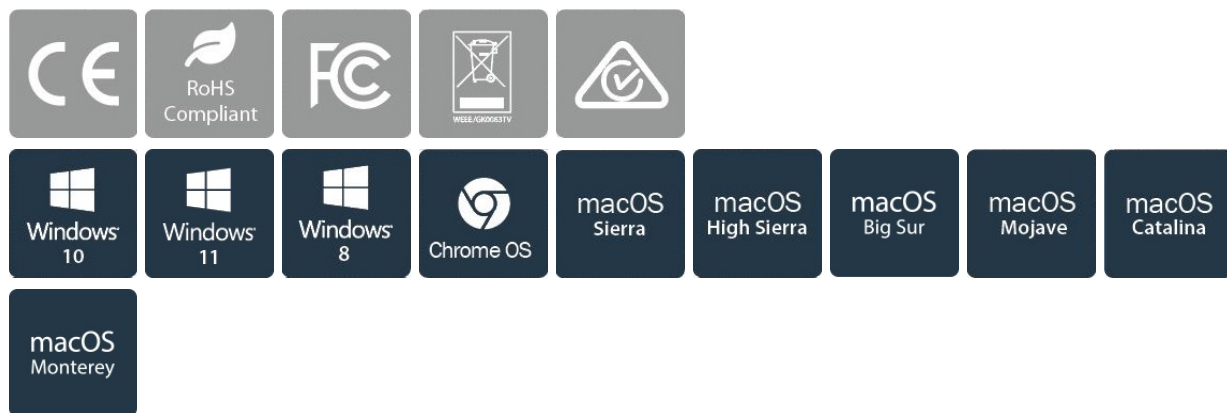 CE
RoHS
Compliant
FC
WEEE/GK0063TV
Windows
10
Windows
11
Windows
8
Chrome OS
macOS
Sierra
macOS
High Sierra
macOS
Big Sur
macOS
Mojave
macOS
Catalina
macOS
Monterey